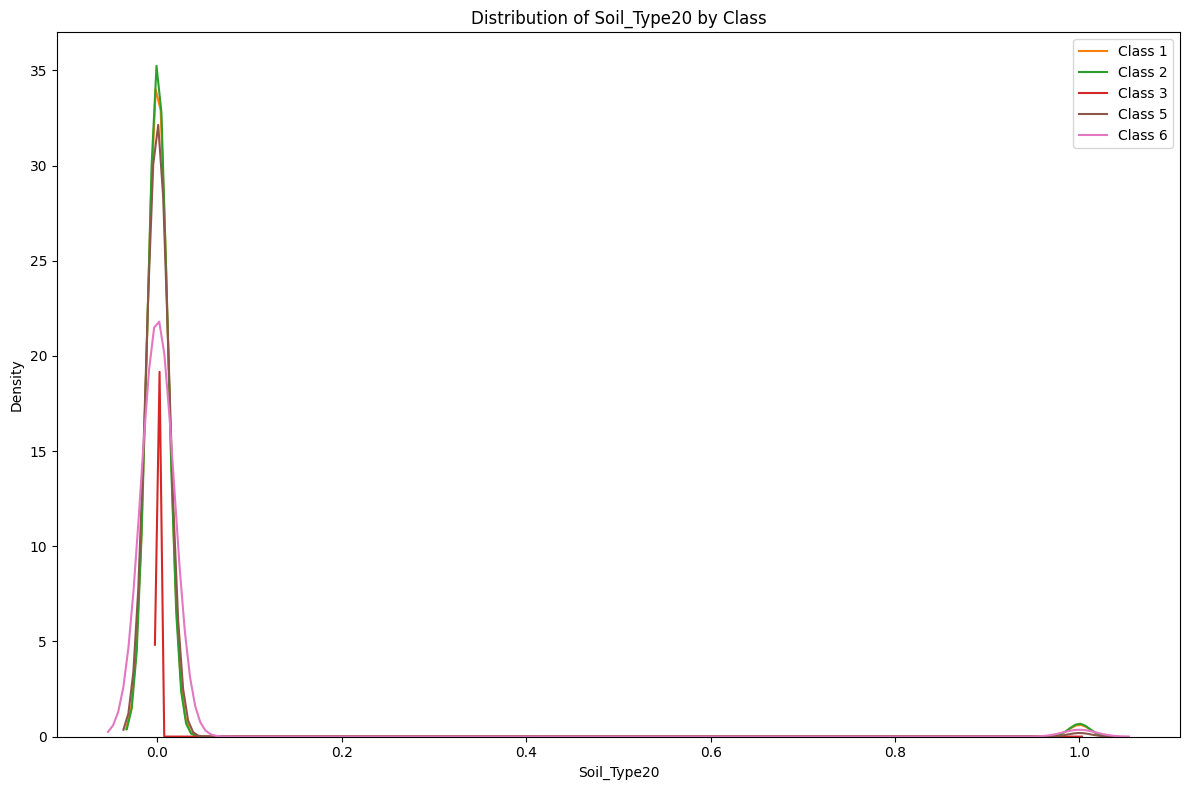 Distribution of Soil_Type20 by Class
Class 1
Class 2
Class 3
Class 5
Class 6
35
30
25
20
15
10
5
0
Density
0.0
0.2
0.4
0.6
0.8
1.0
Soil_Type20